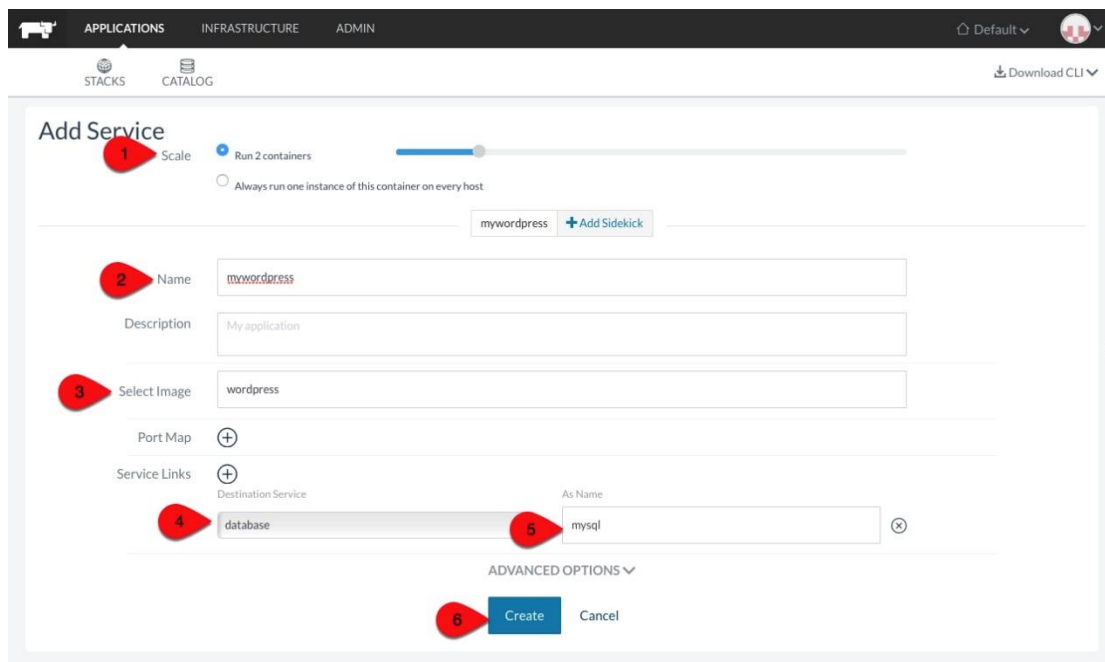 APPLICATIONS INFRASTRUCTURE ADMIN Default
STACKS CATALOG Download CLI
Add Service
1 Scale Run 2 containers
Always run one instance of this container on every host
mywordpress +Add Sidekick
2 Name mywordpress
Description My application
3 Select Image wordpress
Port Map
Service Links
Destination Service As Name
4 database 5 mysql
ADVANCED OPTIONS
6 Create Cancel